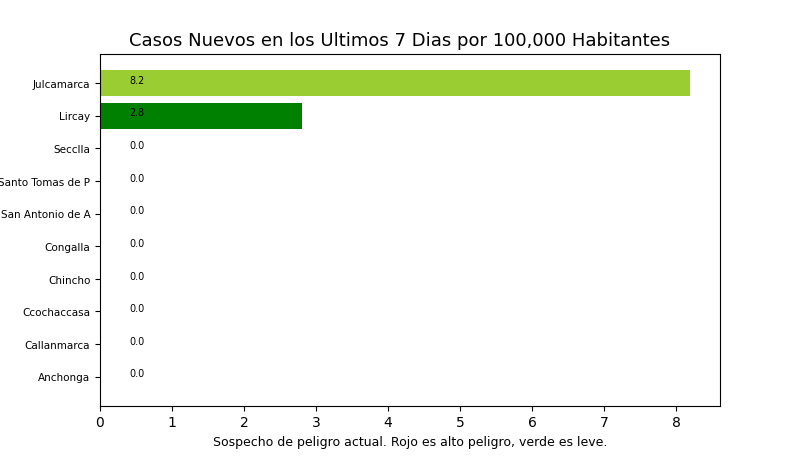 Casos Nuevos en los Ultimos 7 Dias por 100,000 Habitantes
Julcamarca 8.2
Lircay 2.8
Secclla 0.0
Santo Tomas de P 0.0
San Antonio de A 0.0
Congalla 0.0
Chincho 0.0
Ccochaccasa 0.0
Callanmarca 0.0
Anchonga 0.0
0 1 2 3 4 5 6 7 8
Sospecho de peligro actual. Rojo es alto peligro, verde es leve.